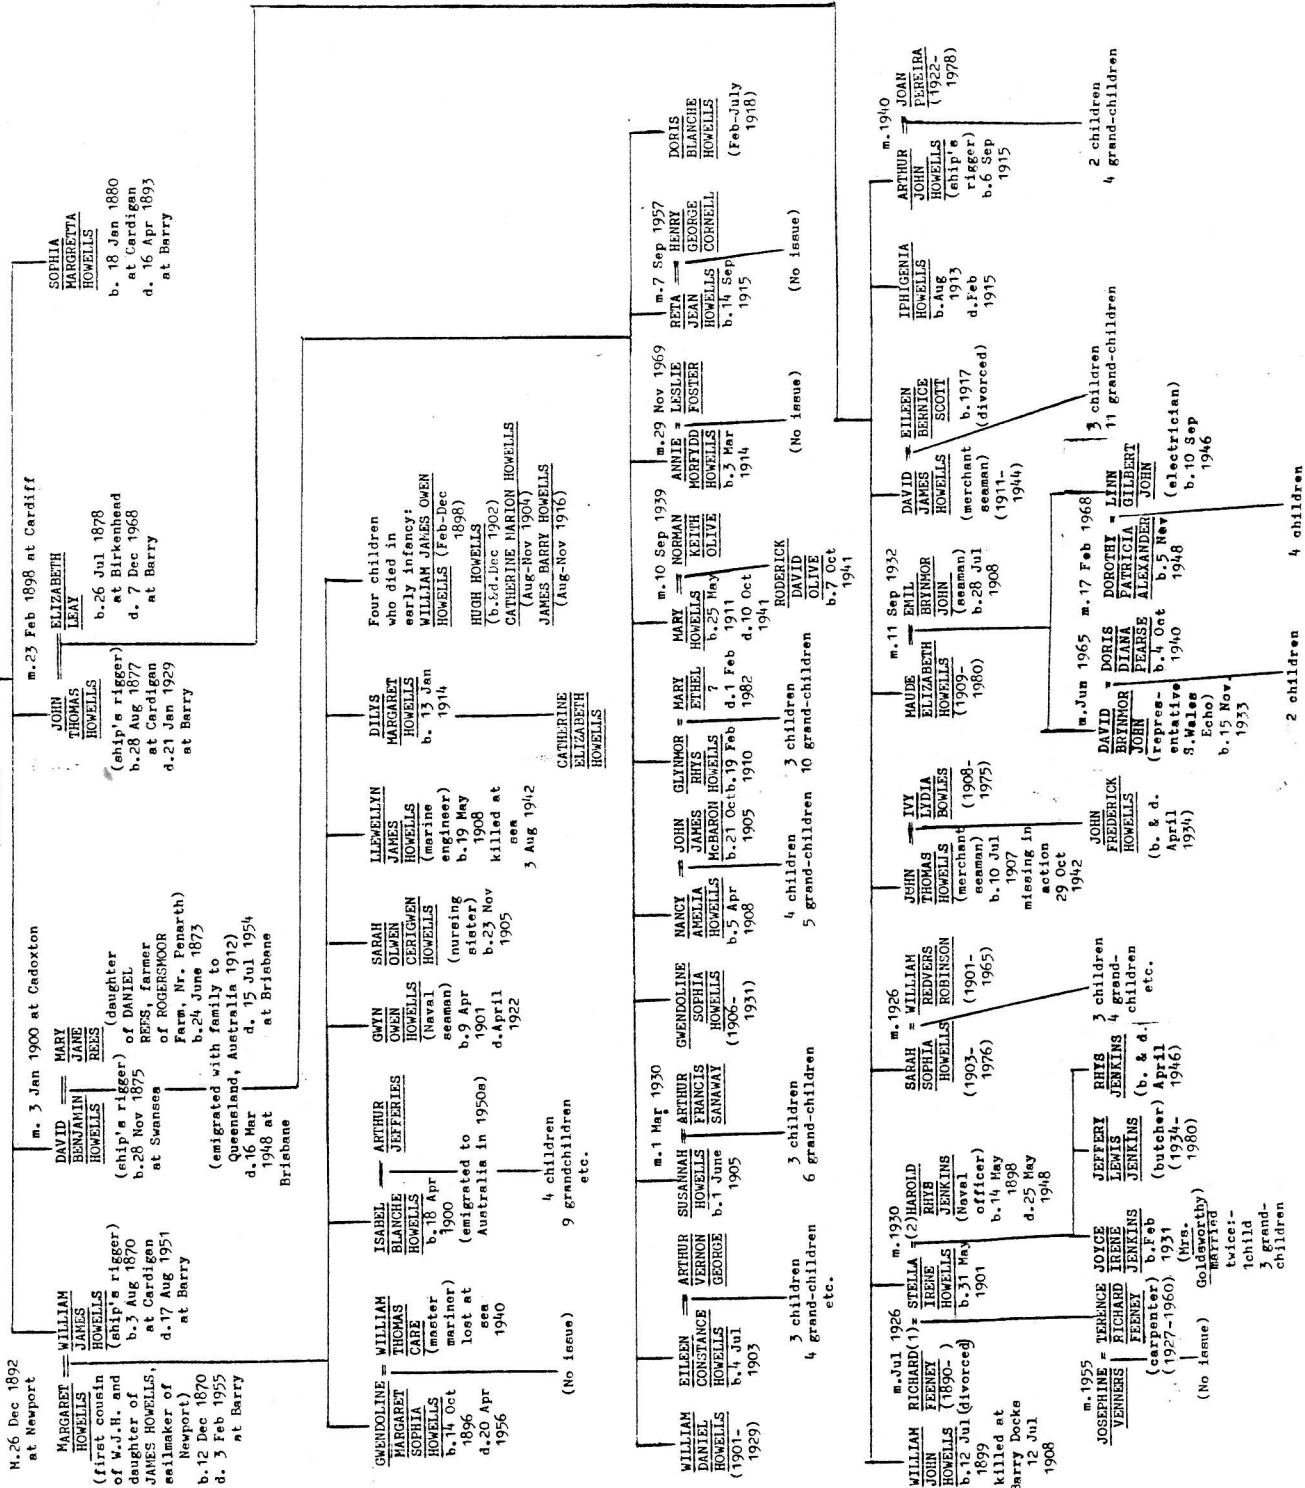 M.26 Dec 1892
at Newport
MARGARET = WILLIAM
HOWELLS JAMES
HOWELLS
(first cousin
of W.J.H. and
daughter of
JAMES HOWELLS,
sailmaker of
Newport)
b.12 Dec 1870
d. 3 Feb 1955
at Barry
(ship's rigger)
b.3 Aug 1870
at Cardigan
d.17 Aug 1951
at Barry
m. 3 Jan 1900 at Cadoxton
DAVID
BENJAMIN
HOWELLS
(ship's rigger)
b.28 Nov 1875
at Swansea
MARY
JANE
REES
(daughter
of DANIEL
REES, farmer
of ROGERSMOOR
Farm, Nr. Penarth)
b.24 June 1873
(emigrated with family to
Queensland, Australia 1912)
d.16 Mar
1948 at
Brisbane
d. 15 Jul 1954
at Brisbane
m.23 Feb 1898 at Cardiff
JOHN
THOMAS
HOWELLS
(ship's rigger)
b.28 Aug 1877
at Cardigan
d.21 Jan 1929
at Barry
ELIZABETH
LEAY
b.26 Jul 1878
at Birkenhead
d. 7 Dec 1968
at Barry
SOPHIA
MARGRETTA
HOWELLS
b. 18 Jan 1880
at Cardigan
d. 16 Apr 1893
at Barry
GWENDOLINE = WILLIAM
MARGARET THOMAS
SOPHIA CARE
HOWELLS
b.14 Oct
1896
d.20 Apr
1956
(master
marinor)
lost at
sea
1940
(No issue)
ISABEL = ARTHUR
BLANCHE JEFFERIES
HOWELLS
b.18 Apr
1900
(emigrated to
Australia in 1950s)
4 children
9 grandchildren
etc.
GWYN
OWEN
HOWELLS
(Naval
seaman)
b.9 Apr
1901
d.April
1922
SARAH
OLWEN
CERIGWEN
HOWELLS
(nursing
sister)
b.23 Nov
1905
LLEWELLYN
JAMES
HOWELLS
(marine
engineer)
b.19 May
1908
killed at
sea
3 Aug 1942
DILYS
MARGARET
HOWELLS
b. 13 Jan
1914
CATHERINE
ELIZABETH
HOWELLS
Four children
who died in
early infancy:
WILLIAM JAMES OWEN
HOWELLS (Feb-Dec
1898)
HUGH HOWELLS
(b.&d.Dec 1902)
CATHERINE MARION HOWELLS
(Aug-Nov 1904)
JAMES BARRY HOWELLS
(Aug-Nov 1916)
WILLIAM
DANIEL
HOWELLS
(1901-
1929)
EILEEN = ARTHUR
CONSTANCE VERNON
HOWELLS GEORGE
b.4 Jul
1903
3 children
4 grand-children
etc.
m.1 Mar 1930
SUSANNAH = ARTHUR
HOWELLS FRANCIS
b.1 June SANAWAY
1905
3 children
6 grand-children
GWENDOLINE
SOPHIA
HOWELLS
(1906-
1931)
NANCY = JOHN
AMELIA JAMES
HOWELLS McBARON
b.5 Apr b.21 Oct
1908 1905
4 children
5 grand-children
GLYNMOR = MARY
RHYS ETHEL
HOWELLS ?
b.19 Feb d.1 Feb
1910 1982
3 children
10 grand-children
m.10 Sep 1939
MARY = NORMAN
HOWELLS KEITH
b.25 May OLIVE
1911
d.10 Oct
1941
RODERICK
DAVID
OLIVE
b.7 Oct
1941
m.29 Nov 1969
ANNIE = LESLIE
MORFYDD FOSTER
HOWELLS
b.3 Mar
1914
(No issue)
m.7 Sep 1957
RETA = HENRY
JEAN GEORGE
HOWELLS CORNELL
b.14 Sep
1915
(No issue)
DORIS
BLANCHE
HOWELLS
(Feb-July
1918)
WILLIAM
JOHN
HOWELLS
b.12 Jul
1899
killed at
Barry Docks
12 Jul
1908
m.Jul 1926 m.1930
RICHARD(1)= STELLA =(2)HAROLD
FEENEY IRENE RHYS
(1890- ) HOWELLS JENKINS
(divorced) b.31 May
1901
(Naval
officer)
b.14 May
1898
d.25 May
1948
m.1955
JOSEPHINE = TERENCE
VENNERS RICHARD
FEENEY
(carpenter)
(1927-1960)
(No issue)
JOYCE
IRENE
JENKINS
b.Feb
1931
(Mrs.
Goldsworthy)
married
twice:-
1child
3 grand-
children
JEFFERY
LEWIS
JENKINS
(butcher)
(1934-
1980)
RHYS
JENKINS
(b. & d.
April
1946)
m.1926
SARAH = WILLIAM
SOPHIA REDVERS
HOWELLS ROBINSON
(1903- (1901-
1976) 1965)
3 children
4 grand-
children
etc.
JOHN = IVY
THOMAS LYDIA
HOWELLS BOWLES
(merchant (1908-
seaman) 1975)
b.10 Jul
1907
missing in
action
29 Oct
1942
JOHN
FREDERICK
HOWELLS
(b. & d.
April
1934)
m.11 Sep 1932
MAUDE = EMIL
ELIZABETH BRYNMOR
HOWELLS JOHN
(1909- (seaman)
1980) b.28 Jul
1908
m.Jun 1965
DAVID = DORIS
BRYNMOR DIANA
JOHN PEARSE
(repres- b.4 Oct
entative 1940
S.Wales
Echo)
b.15 Nov.
1933
2 children
m.17 Feb 1968
DOROTHY = LYNN
PATRICIA GILBERT
ALEXANDER JOHN
b.5 Nov (electrician)
1948 b.10 Sep
1946
4 children
DAVID = EILEEN
JAMES BERNICE
HOWELLS SCOTT
(merchant b.1917
seaman) (divorced)
(1911-
1944)
3 children
11 grand-children
IPHIGENIA
HOWELLS
b.Aug
1913
d.Feb
1915
m.1940
ARTHUR = JOAN
JOHN PEREIRA
HOWELLS (1922-
(ship's 1978)
rigger)
b.6 Sep
1915
2 children
4 grand-children